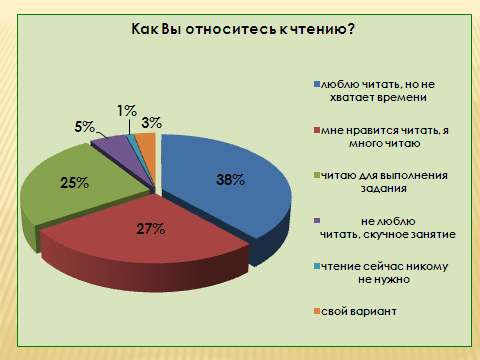 Как Вы относитесь к чтению?
люблю читать, но не
хватает времени
мне нравится читать, я
много читаю
читаю для выполнения
задания
не люблю
читать, скучное занятие
чтение сейчас никому
не нужно
свой вариант
1%
3%
5%
38%
25%
27%